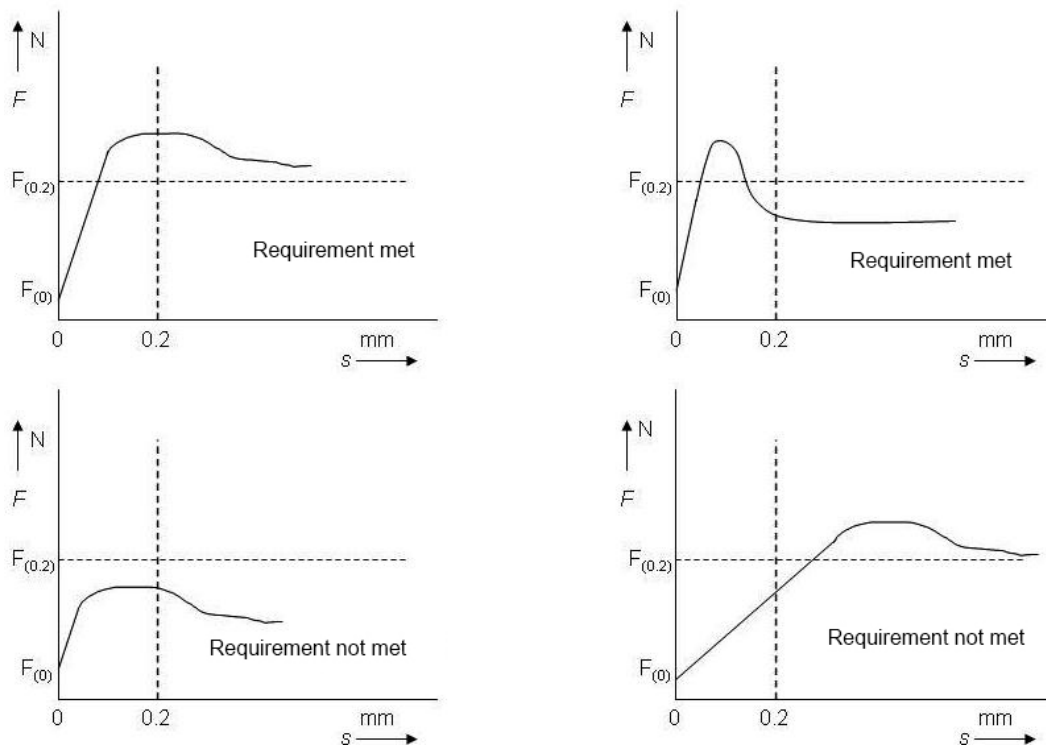 N
F
F(0.2)
Requirement met
F(0)
0 0.2 mm
s
N
F
F(0.2)
Requirement met
F(0)
0 0.2 mm
s
N
F
F(0.2)
Requirement not met
F(0)
0 0.2 mm
s
N
F
F(0.2)
Requirement not met
F(0)
0 0.2 mm
s